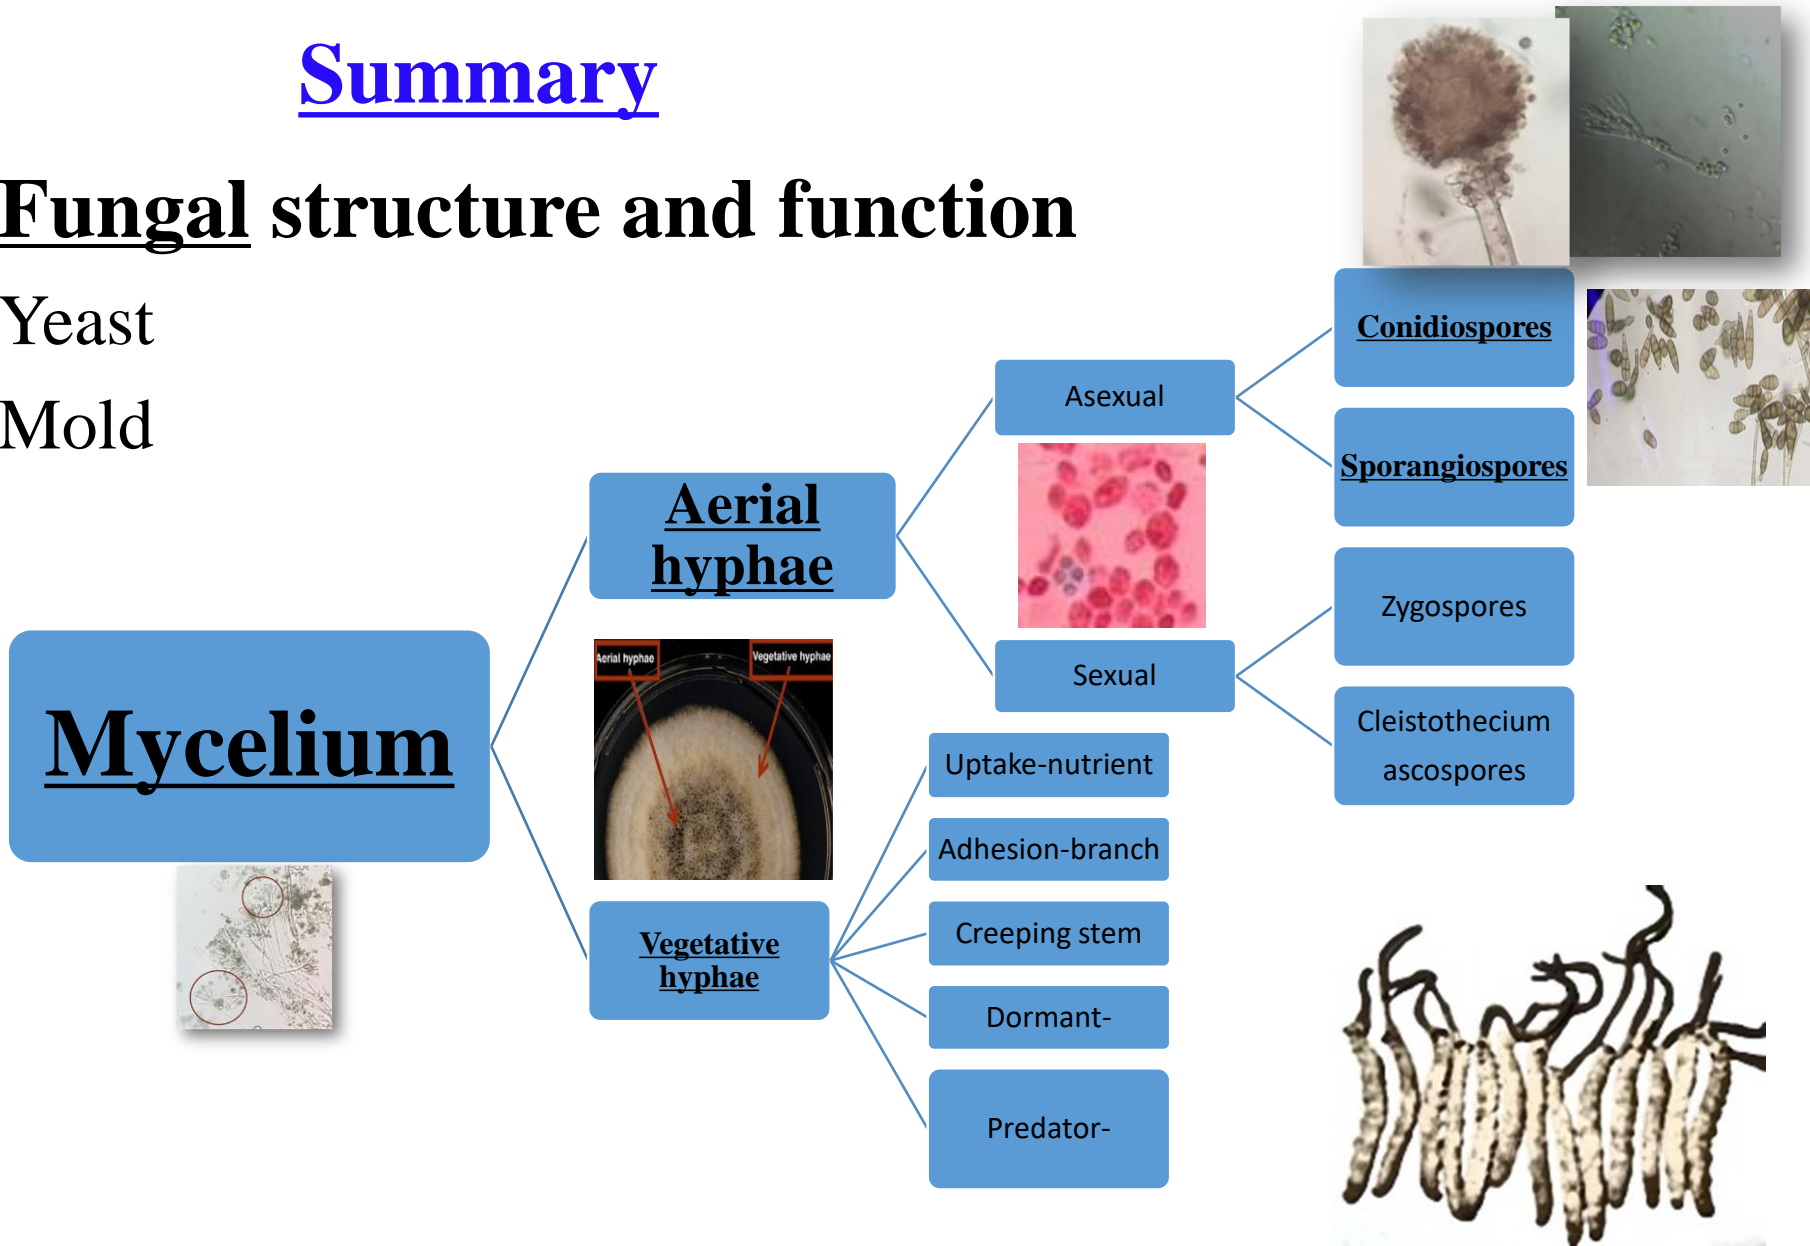 Summary
Fungal structure and function
Yeast
Mold
Mycelium
Aerial
hyphae
Aerial hyphae
Vegetative hyphae
Vegetative
hyphae
Asexual
Sexual
Conidiospores
Sporangiospores
Zygospores
Cleistothecium
ascospores
Uptake-nutrient
Adhesion-branch
Creeping stem
Dormant-
Predator-